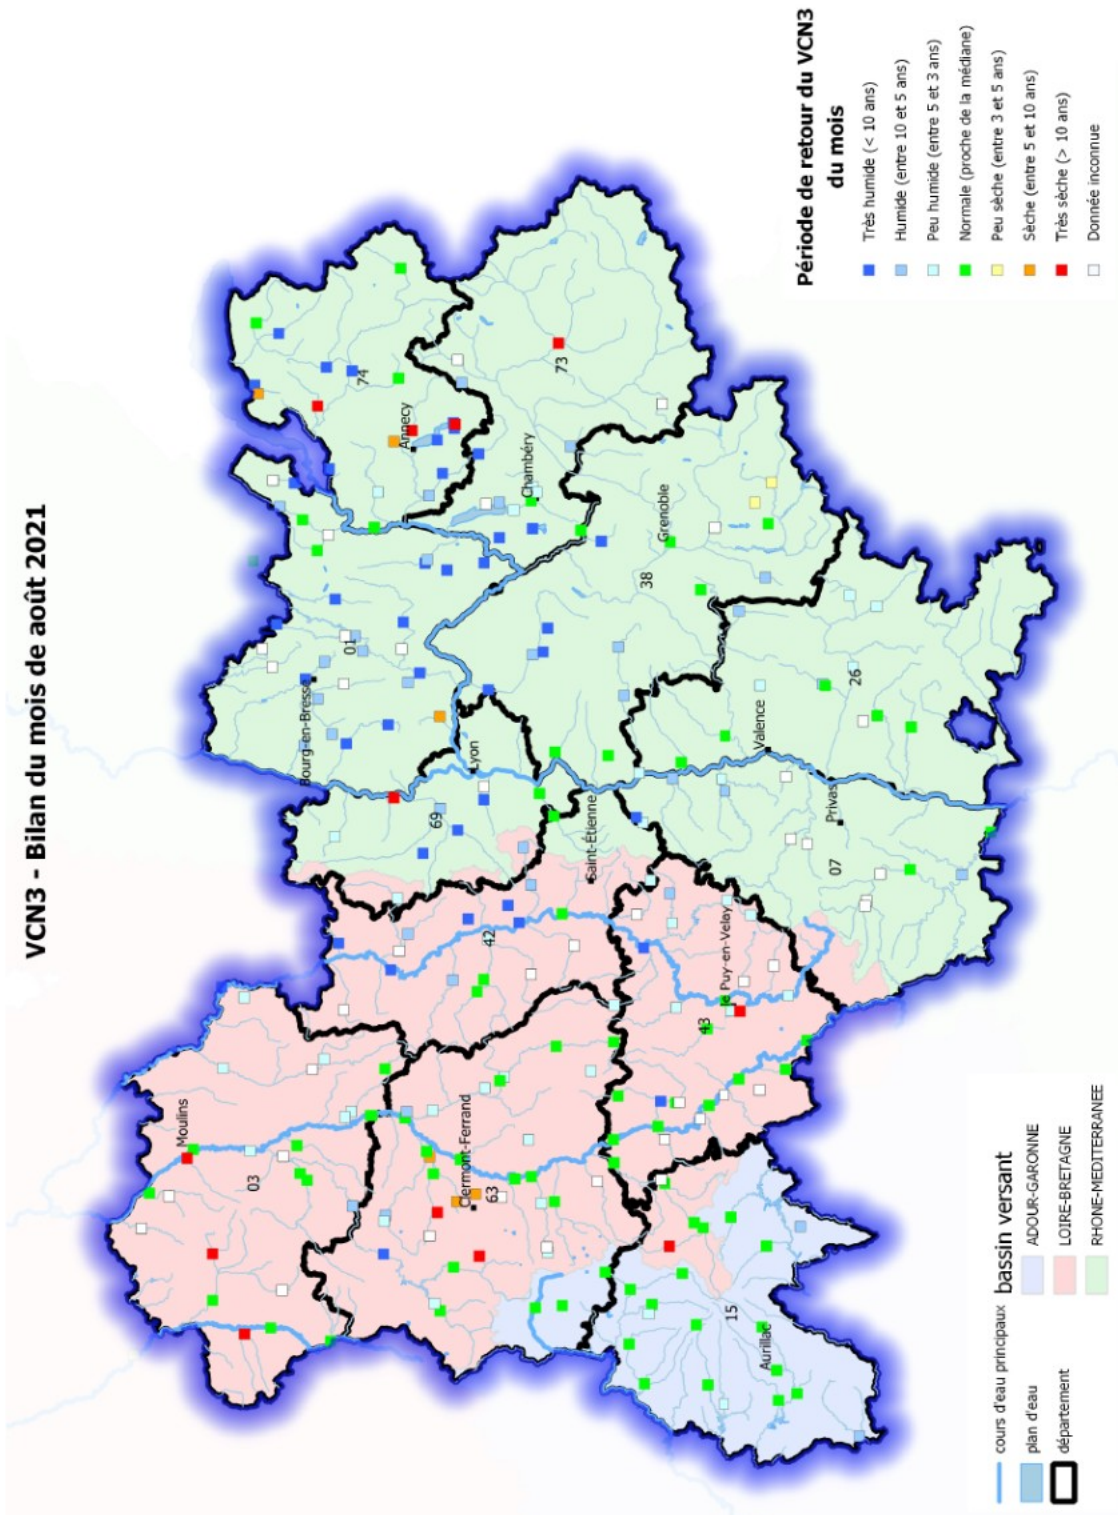 VCN3 - Bilan du mois de août 2021
Moulins
03
Bourg-en-Bresse
01
74
Annecy
69
Lyon
42
Clermont-Ferrand
63
Chambéry
73
Saint-Étienne
Grenoble
38
le Puy-en-Velay
43
Valence
Privas
07
26
15
Aurillac
cours d'eau principaux
plan d'eau
département
bassin versant
ADOUR-GARONNE
LOIRE-BRETAGNE
RHONE-MEDITERRANEE
Période de retour du VCN3
du mois
Très humide (< 10 ans)
Humide (entre 10 et 5 ans)
Peu humide (entre 5 et 3 ans)
Normale (proche de la médiane)
Peu sèche (entre 3 et 5 ans)
Sèche (entre 5 et 10 ans)
Très sèche (> 10 ans)
Donnée inconnue